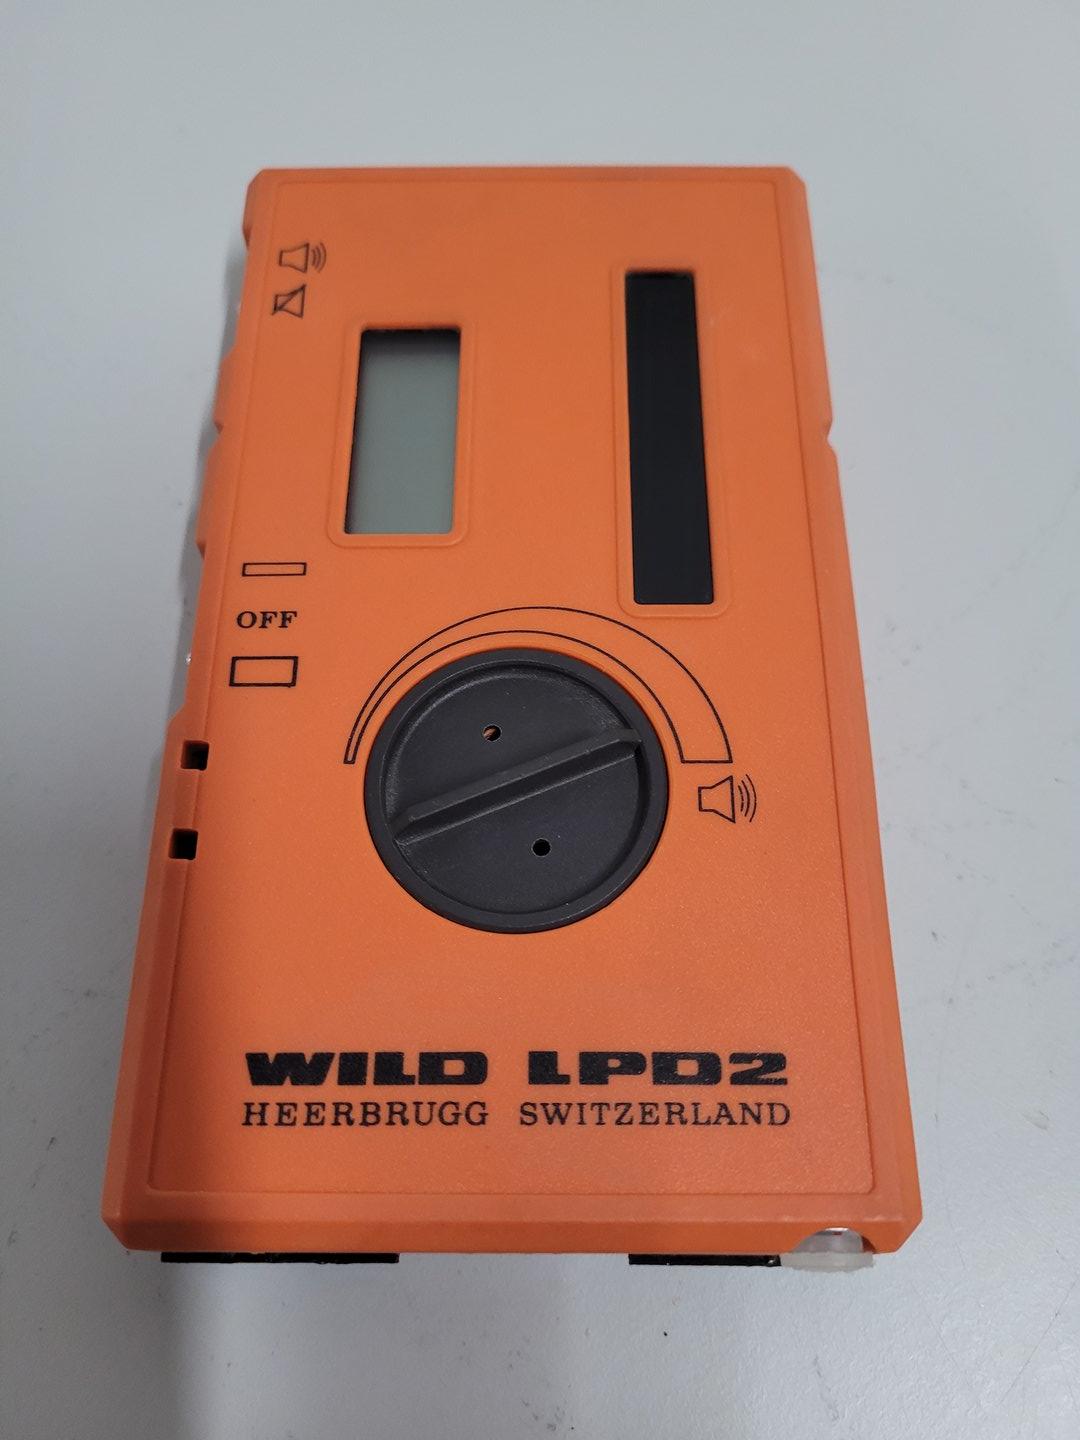 OFF
WILD LPD2
HEERBRUGG SWITZERLAND